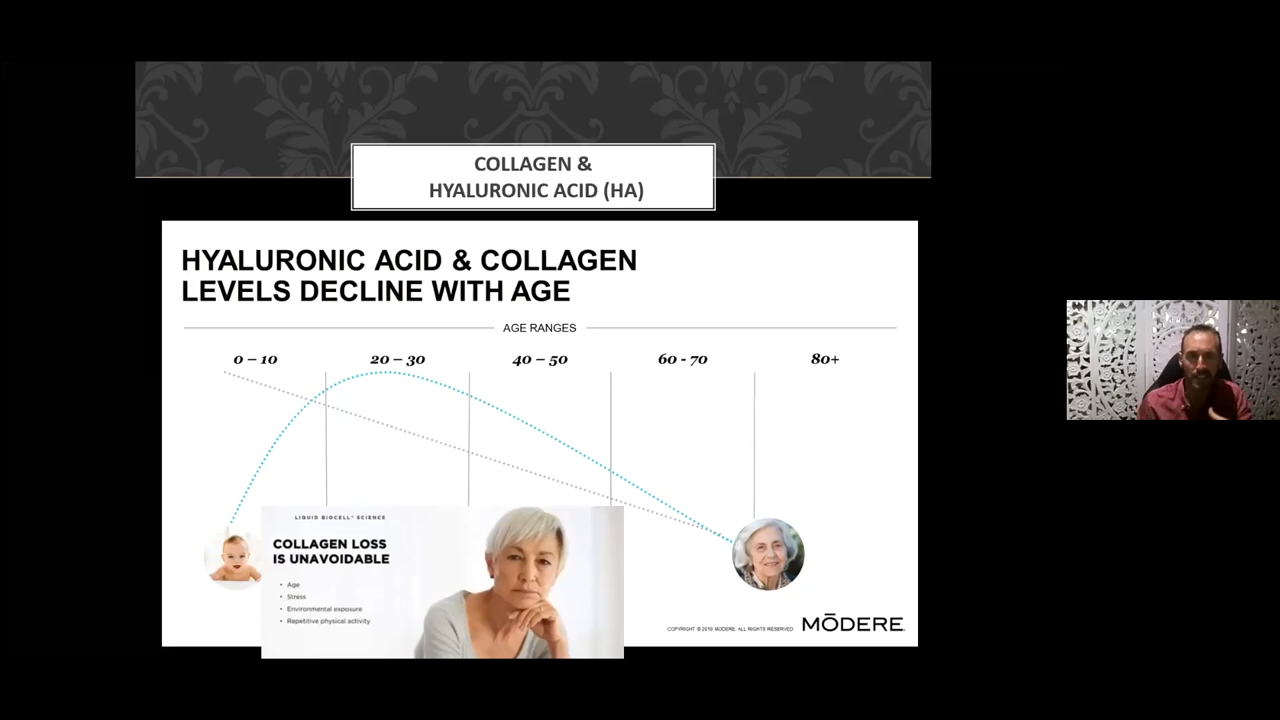 COLLAGEN &
HYALURONIC ACID (HA)
HYALURONIC ACID & COLLAGEN
LEVELS DECLINE WITH AGE
AGE RANGES
0 – 10 20 – 30 40 – 50 60 - 70 80+
LIQUID BIOCELL® SCIENCE
COLLAGEN LOSS
IS UNAVOIDABLE
• Age
• Stress
• Environmental exposure
• Repetitive physical activity
COPYRIGHT © 2018 MODERE. ALL RIGHTS RESERVED.
MŌDERE.